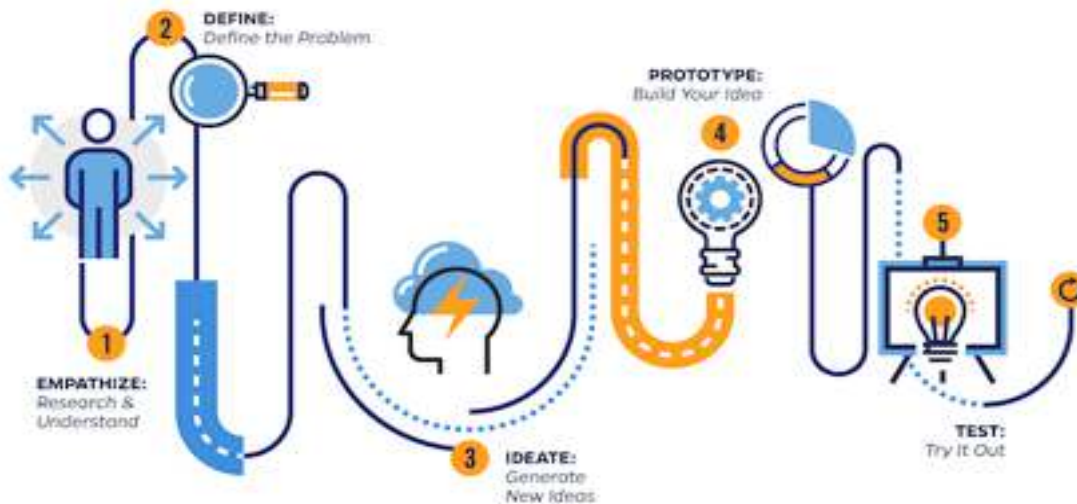 1
EMPATHIZE:
Research &
Understand
2
DEFINE:
Define the Problem
3
IDEATE:
Generate
New Ideas
PROTOTYPE:
Build Your Idea
4
5
TEST:
Try It Out